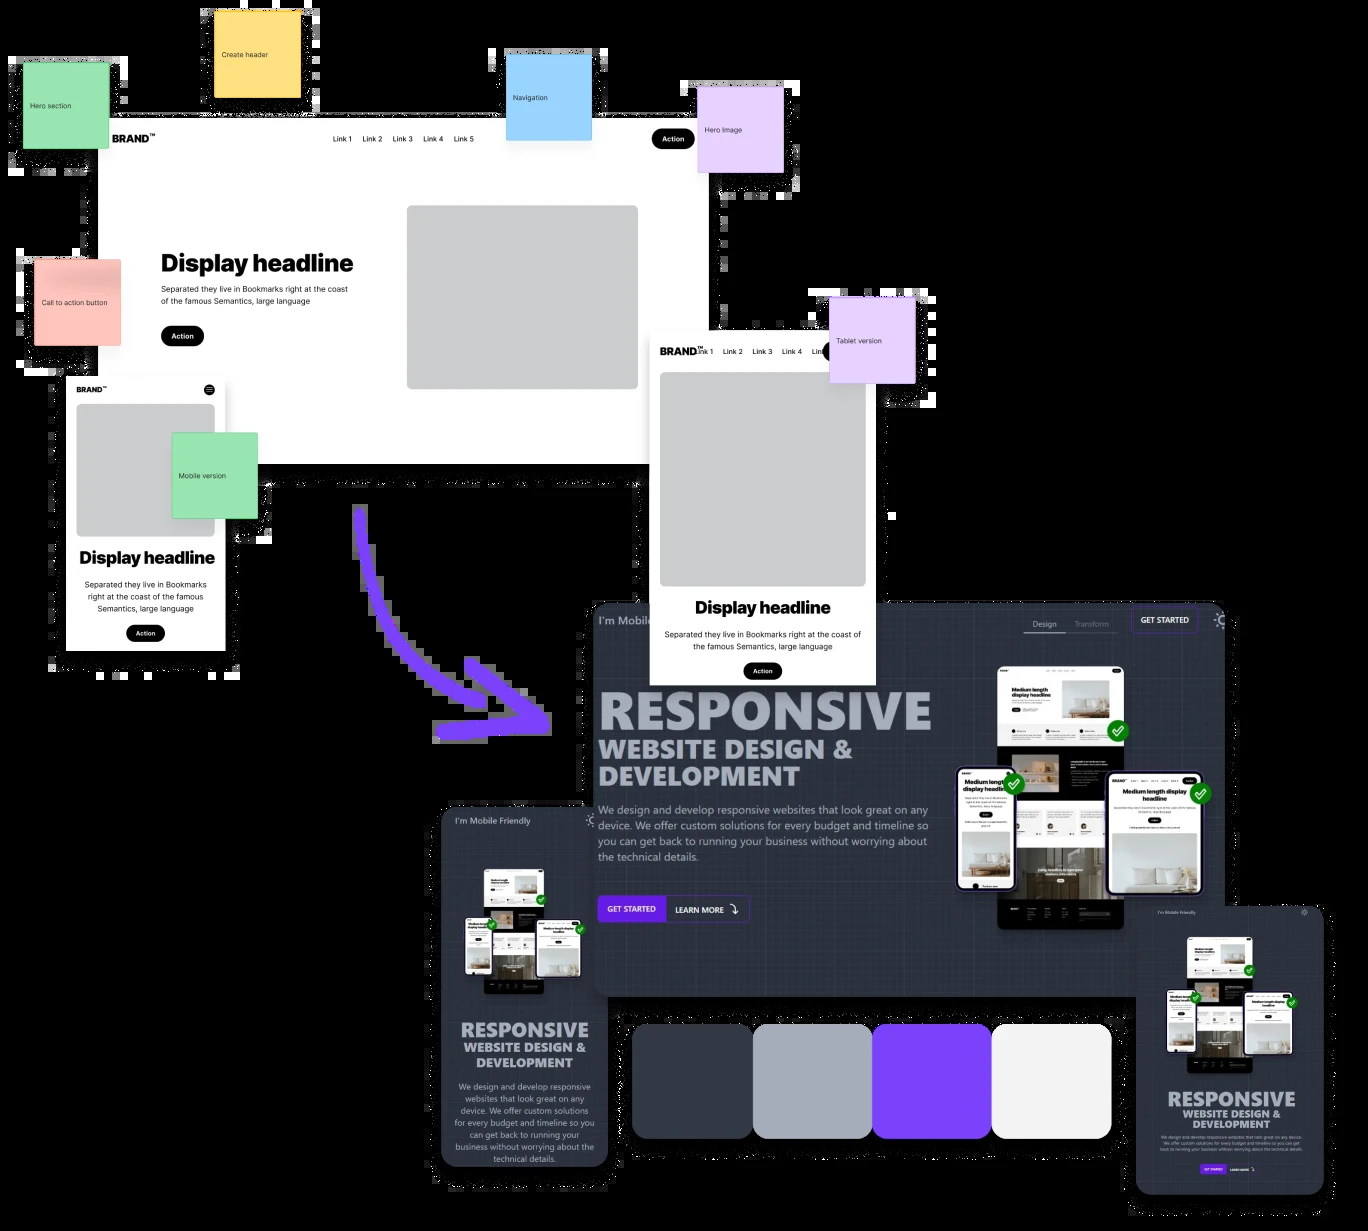 Create header
Hero section
Navigation
Hero Image
BRAND™
Link 1 Link 2 Link 3 Link 4 Link 5
Action
Display headline
Separated they live in Bookmarks right at the coast
of the famous Semantics, large language
Action
Call to action button
Tablet version
BRAND™
Link 2 Link 3 Link 4
Display headline
Separated they live in Bookmarks right at the coast of
the famous Semantics, large language
Action
BRAND™
Mobile version
Display headline
Separated they live in Bookmarks
right at the coast of the famous
Semantics, large language
Action
I'm Mobile
Design Transform
GET STARTED
RESPONSIVE
WEBSITE DESIGN &
DEVELOPMENT
We design and develop responsive websites that look great on any
device. We offer custom solutions for every budget and timeline so
you can get back to running your business without worrying about
the technical details.
GET STARTED
LEARN MORE
Medium length
display headline
Medium length
display headline
BRAND
Medium length display
headline
I'm Mobile Friendly
RESPONSIVE
WEBSITE DESIGN &
DEVELOPMENT
We design and develop responsive
websites that look great on any
device. We offer custom solutions
for every budget and timeline so you
can get back to running your
business without worrying about the
technical details.
I'm Mobile Friendly
RESPONSIVE
WEBSITE DESIGN &
DEVELOPMENT
We design and develop responsive websites that look great on any device.
We offer custom solutions for every budget and timeline so you can get
back to running your business without worrying about the technical details.
GET STARTED
LEARN MORE